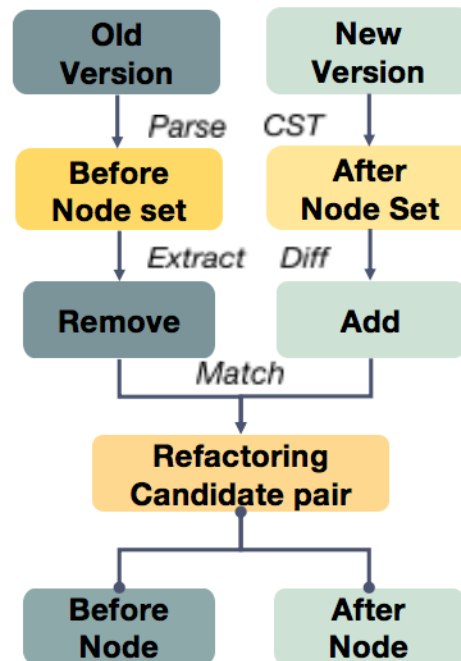 Old
Version
New
Version
Parse CST
Before
Node set
After
Node Set
Extract Diff
Remove
Add
Match
Refactoring
Candidate pair
Before
Node
After
Node